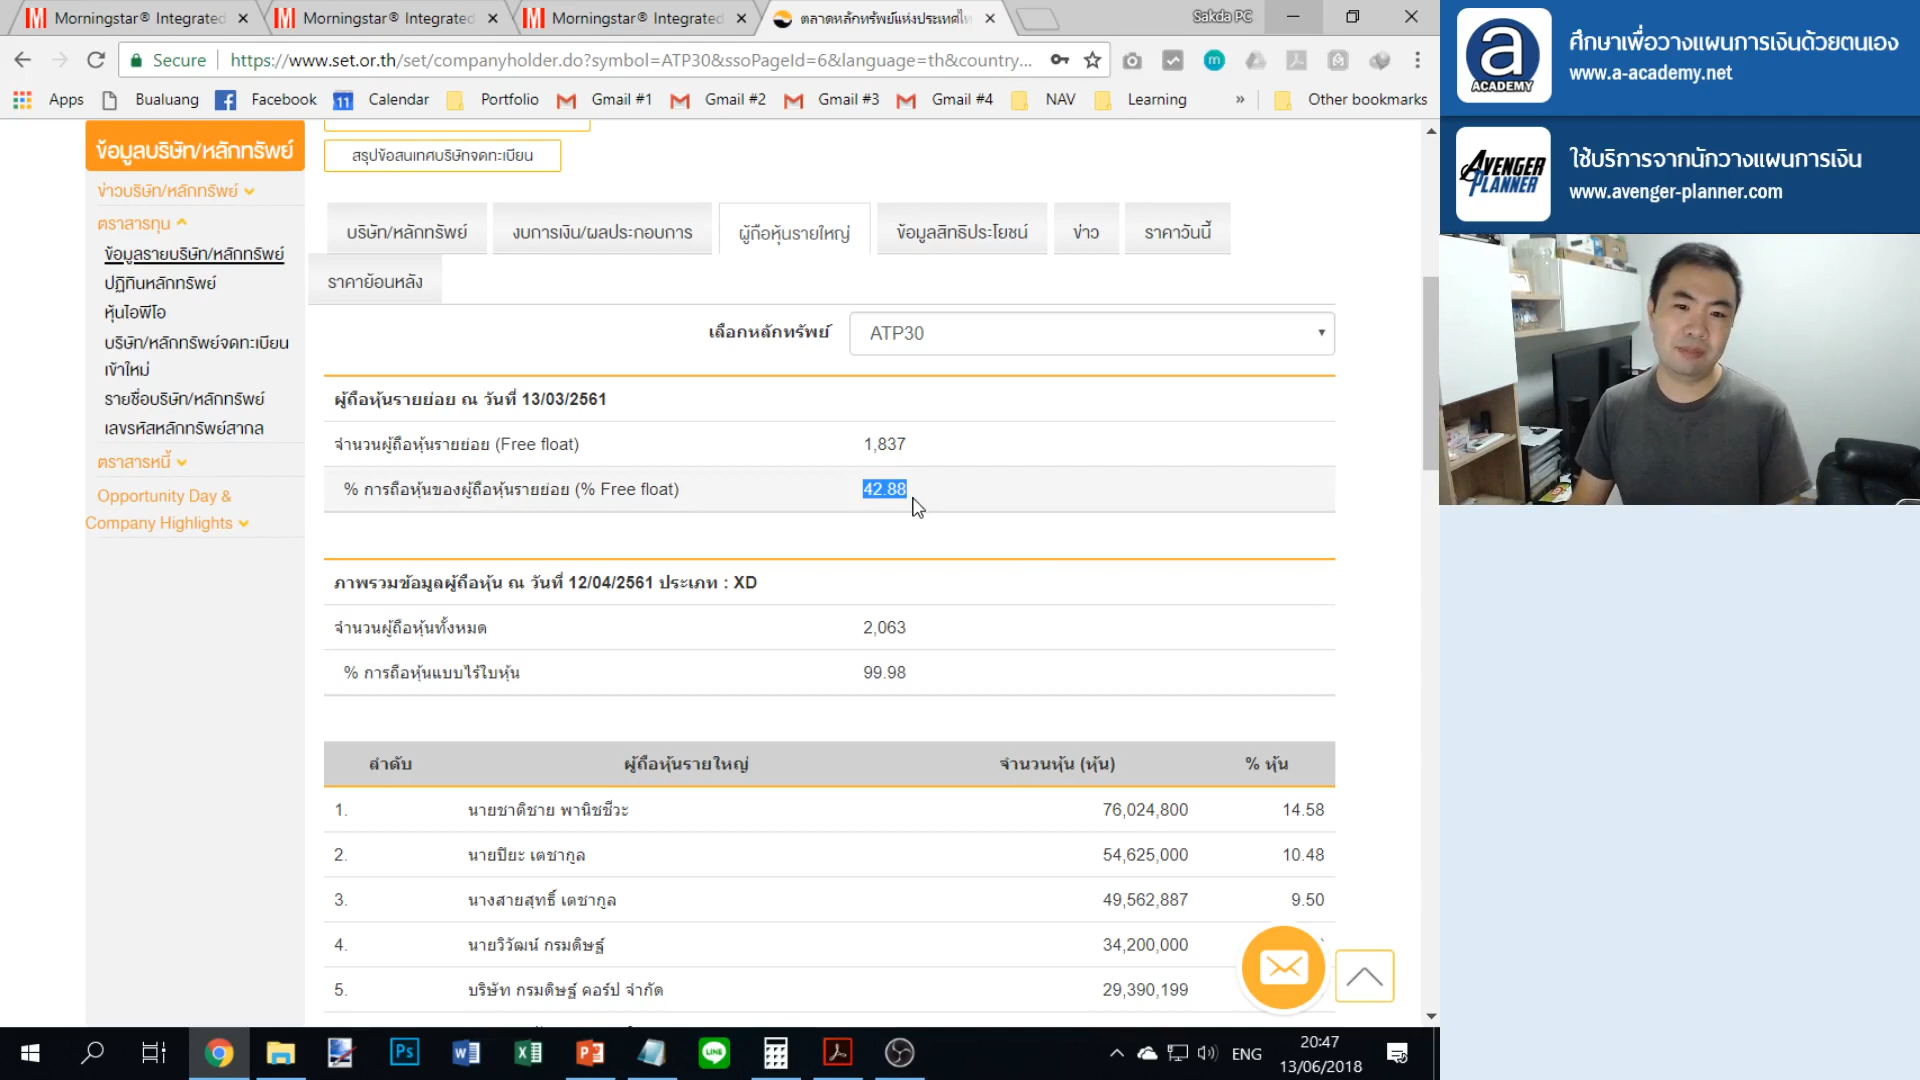 Morningstar® Integrated
Morningstar® Integrated
Morningstar® Integrated
ตลาดหลักทรัพย์แห่งประเทศไท
Sakda PC
Secure
https://www.set.or.th/set/companyholder.do?symbol=ATP30&ssoPageId=6&language=th&country...
Apps
Bualuang
Facebook
11
Calendar
Portfolio
Gmail #1
Gmail #2
Gmail #3
Gmail #4
NAV
Learning
»
Other bookmarks
ข้อมูลบริษัท/หลักทรัพย์
ข่าวบริษัท/หลักทรัพย์
ตราสารทุน
ข้อมูลรายบริษัท/หลักทรัพย์
ปฏิทินหลักทรัพย์
หุ้นไอพีโอ
บริษัท/หลักทรัพย์จดทะเบียน
เข้าใหม่
รายชื่อบริษัท/หลักทรัพย์
เลขรหัสหลักทรัพย์สากล
ตราสารหนี้
Opportunity Day &
Company Highlights
สรุปข้อสนเทศบริษัทจดทะเบียน
บริษัท/หลักทรัพย์
งบการเงิน/ผลประกอบการ
ผู้ถือหุ้นรายใหญ่
ข้อมูลสิทธิประโยชน์
ข่าว
ราคาวันนี้
ราคาย้อนหลัง
เลือกหลักทรัพย์ ATP30
ผู้ถือหุ้นรายย่อย ณ วันที่ 13/03/2561
จำนวนผู้ถือหุ้นรายย่อย (Free float) 1,837
% การถือหุ้นของผู้ถือหุ้นรายย่อย (% Free float) 42.88
ภาพรวมข้อมูลผู้ถือหุ้น ณ วันที่ 12/04/2561 ประเภท : XD
จำนวนผู้ถือหุ้นทั้งหมด 2,063
% การถือหุ้นแบบไร้ใบหุ้น 99.98
ลำดับ ผู้ถือหุ้นรายใหญ่ จำนวนหุ้น (หุ้น) % หุ้น
1. นายชาติชาย พานิชชีวะ 76,024,800 14.58
2. นายปิยะ เตชากูล 54,625,000 10.48
3. นางสายสุทธิ์ เตชากูล 49,562,887 9.50
4. นายวิวัฒน์ กรมดิษฐ์ 34,200,000
5. บริษัท กรมดิษฐ์ คอร์ป จำกัด 29,390,199
a
ACADEMY
ศึกษาเพื่อวางแผนการเงินด้วยตนเอง
www.a-academy.net
AVENGER
PLANNER
ใช้บริการจากนักวางแผนการเงิน
www.avenger-planner.com
Ps
LINE
ENG
20:47
13/06/2018